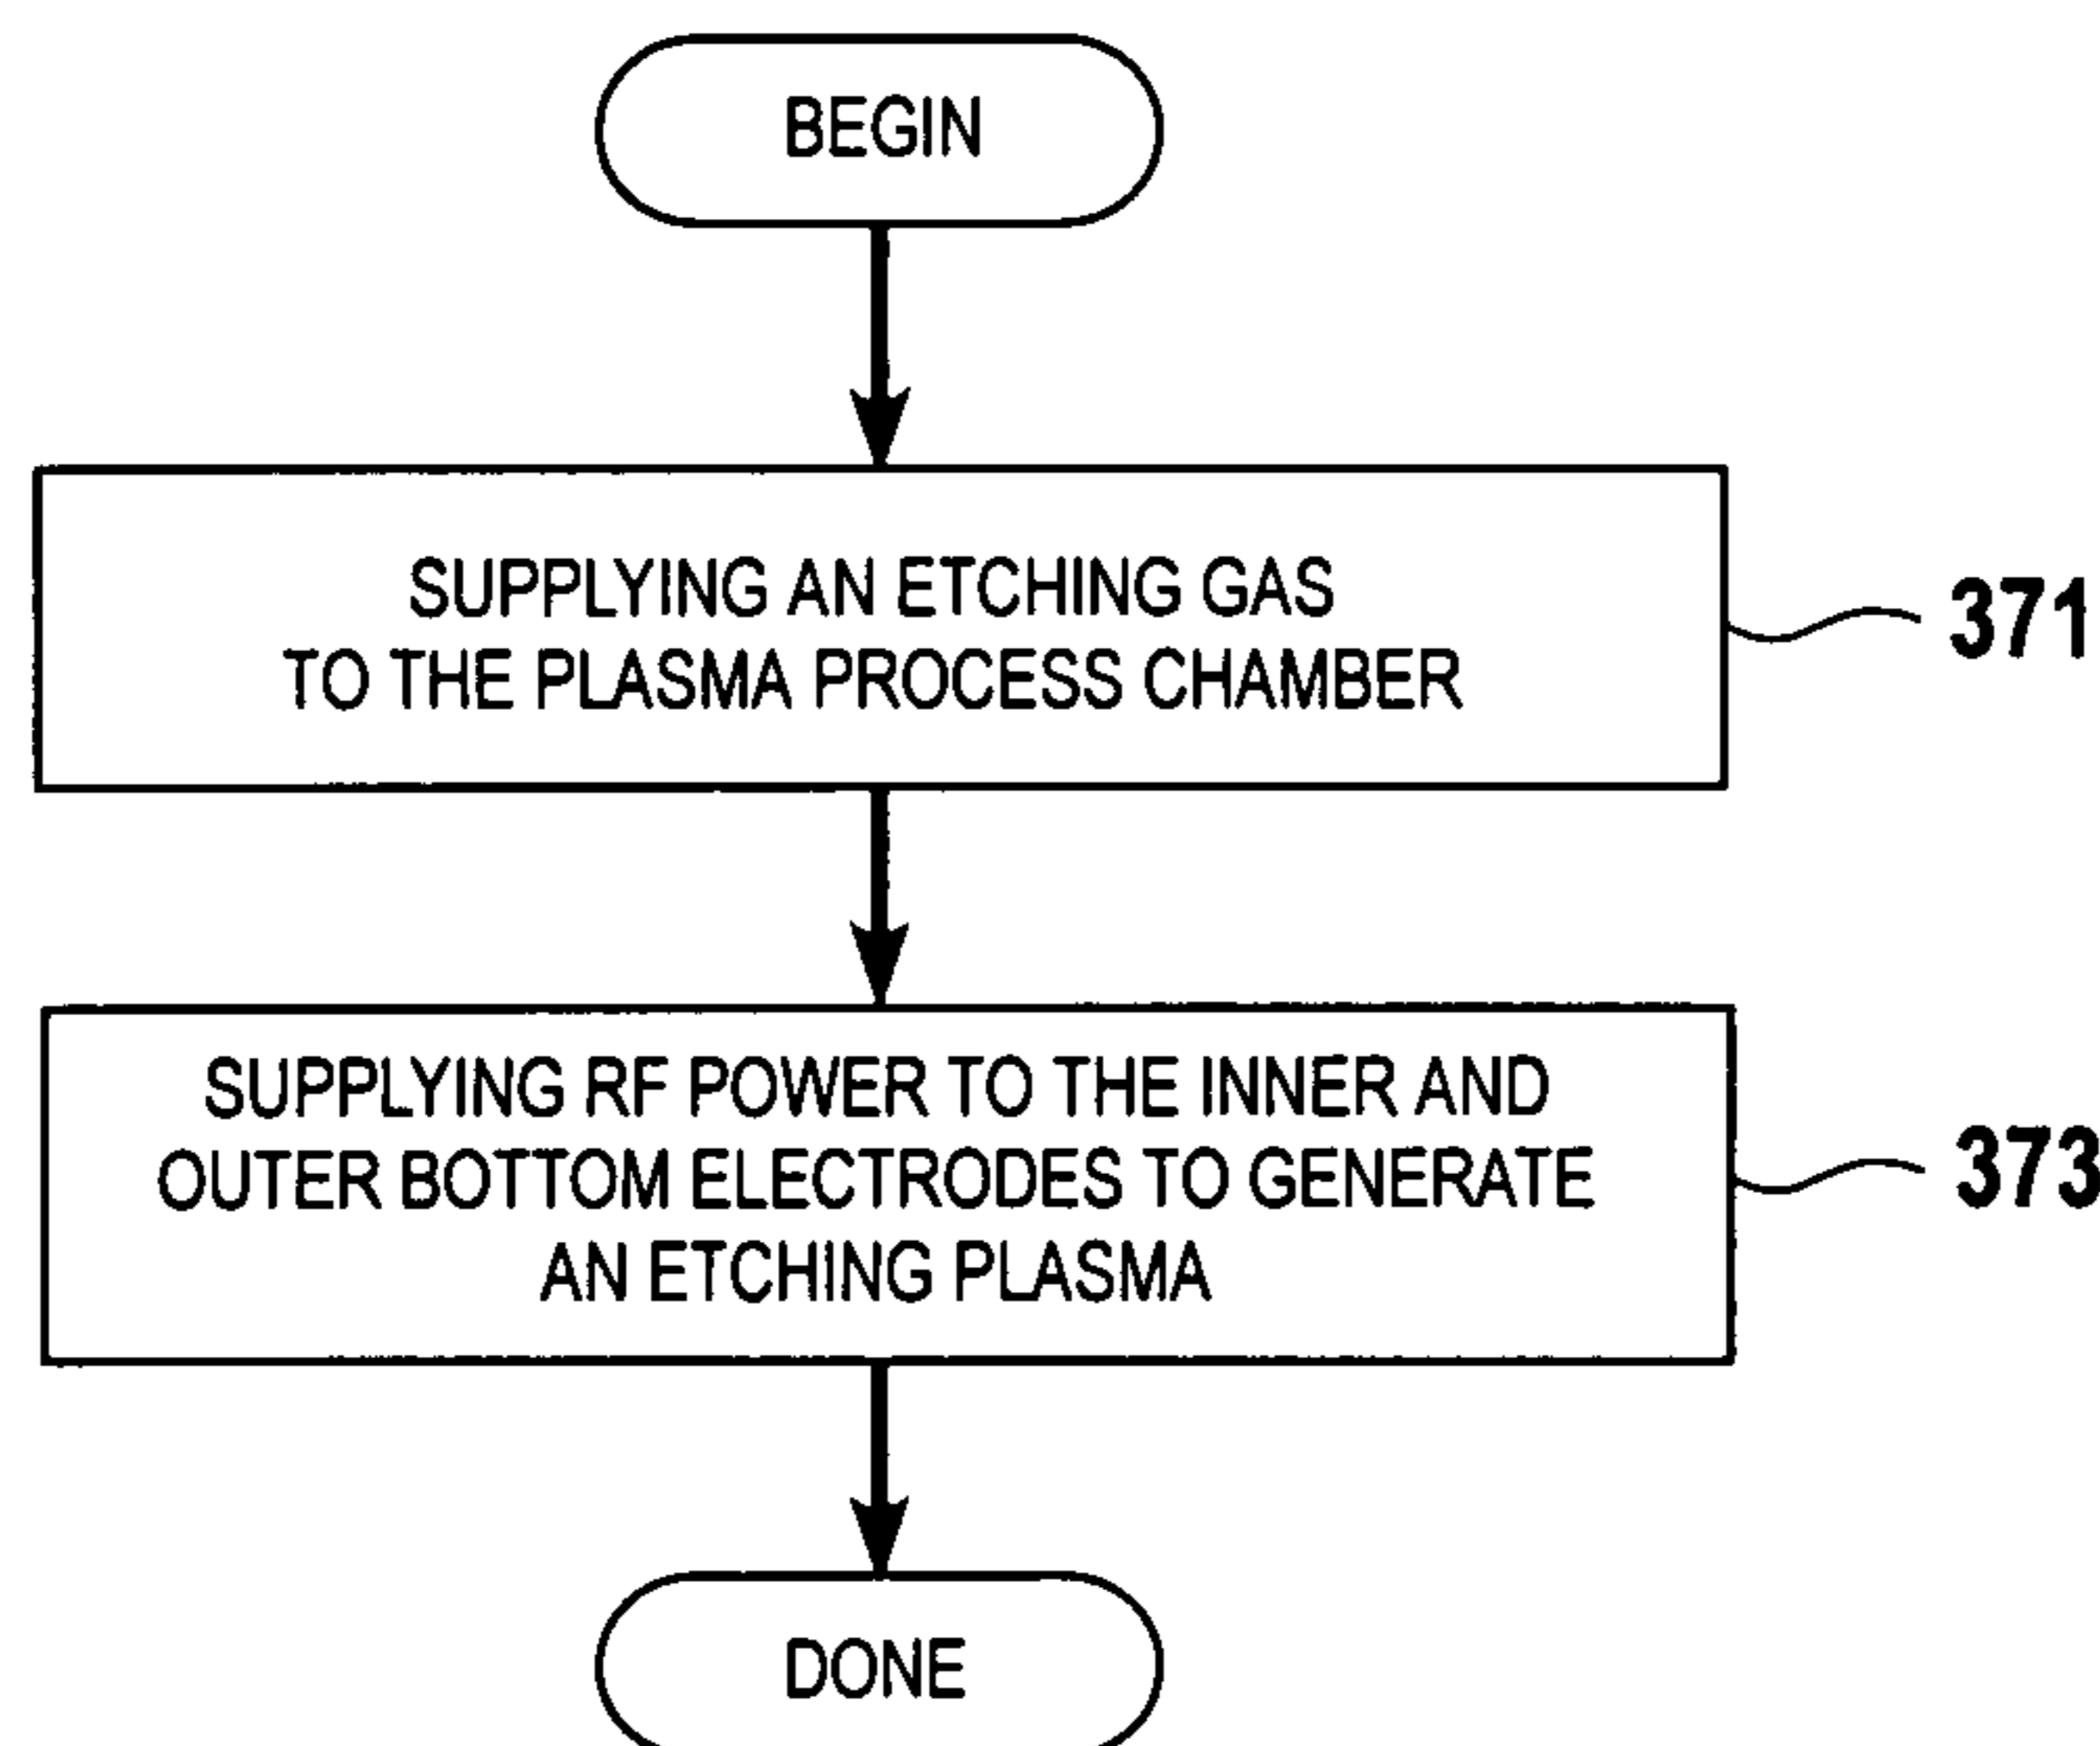 BEGIN
SUPPLYING AN ETCHING GAS
TO THE PLASMA PROCESS CHAMBER
371
SUPPLYING RF POWER TO THE INNER AND
OUTER BOTTOM ELECTRODES TO GENERATE
AN ETCHING PLASMA
373
DONE